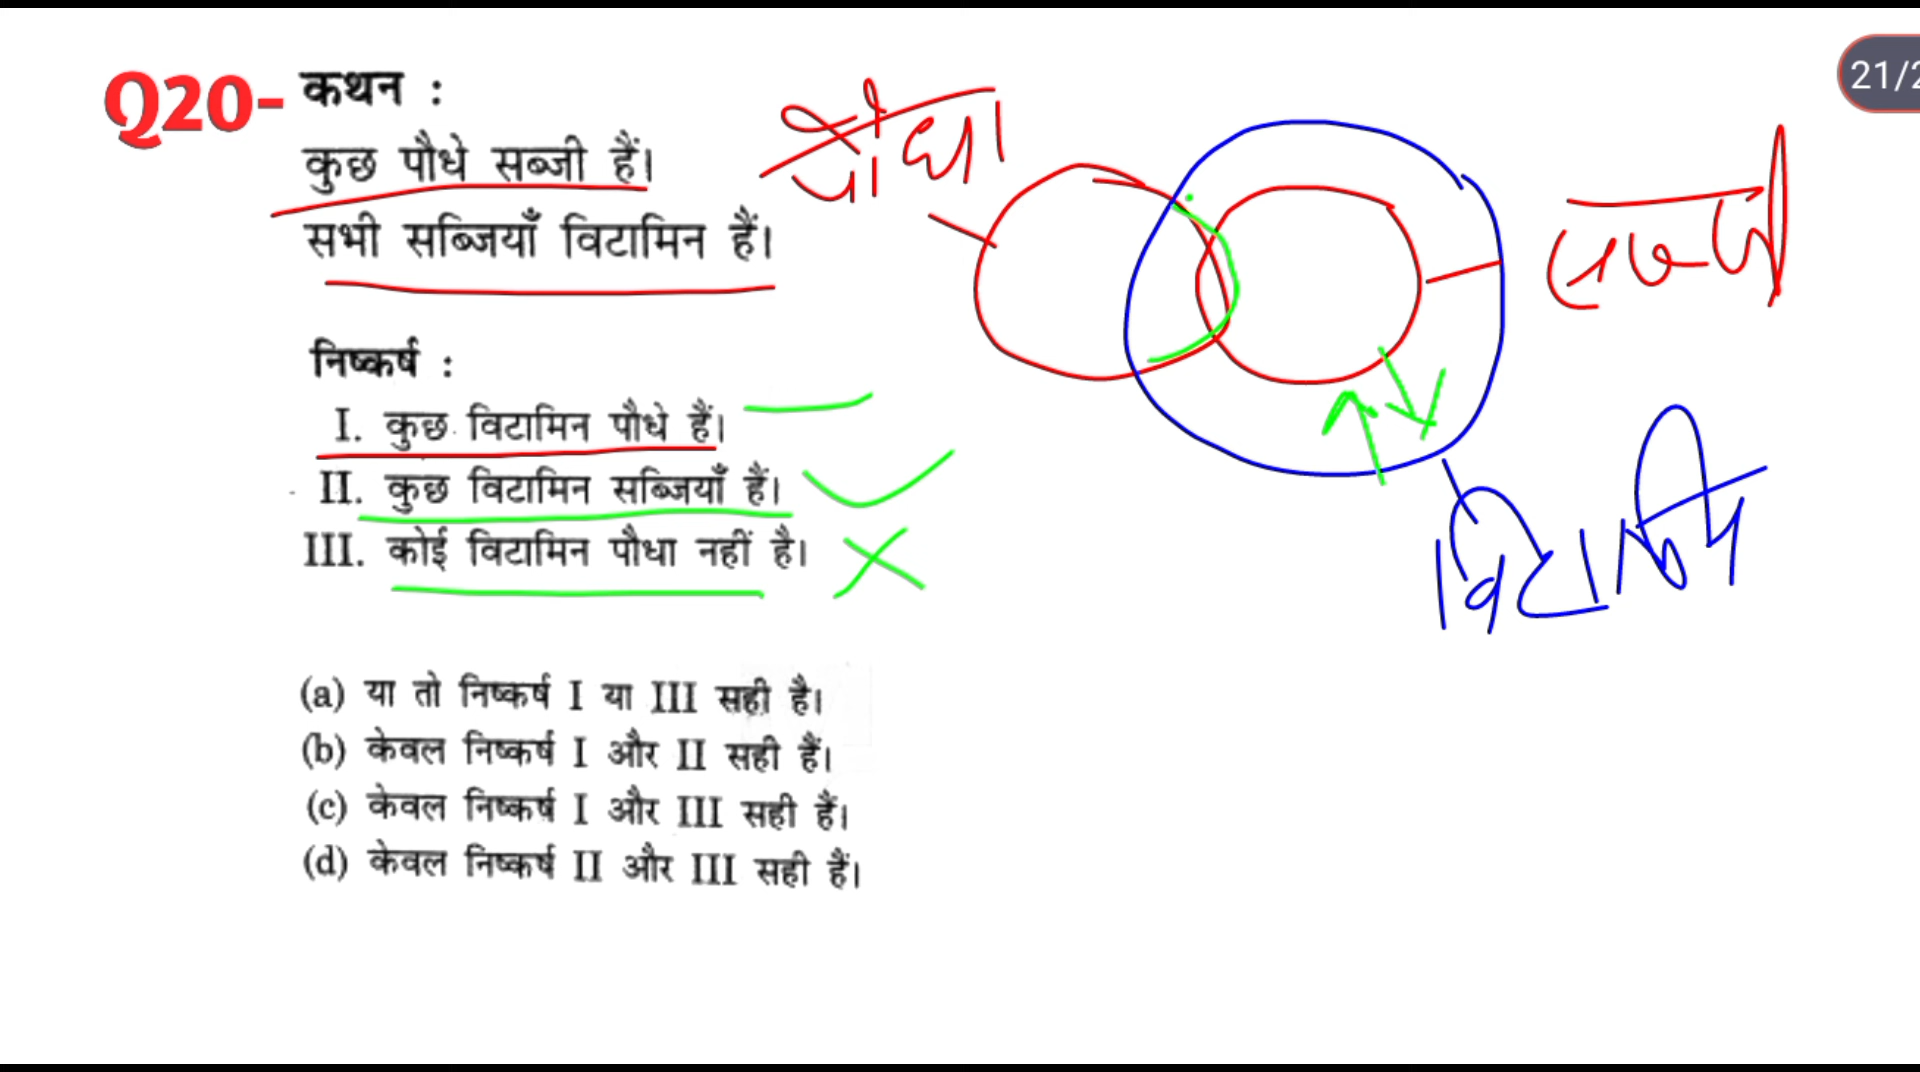 Q20- कथन :
कुछ पौधे सब्जी हैं।
सभी सब्जियाँ विटामिन हैं।
निष्कर्ष :
I. कुछ विटामिन पौधे हैं।
II. कुछ विटामिन सब्जियाँ हैं।
III. कोई विटामिन पौधा नहीं है।
(a) या तो निष्कर्ष I या III सही है।
(b) केवल निष्कर्ष I और II सही हैं।
(c) केवल निष्कर्ष I और III सही हैं।
(d) केवल निष्कर्ष II और III सही हैं।
पौधा
सब्जी
21/2